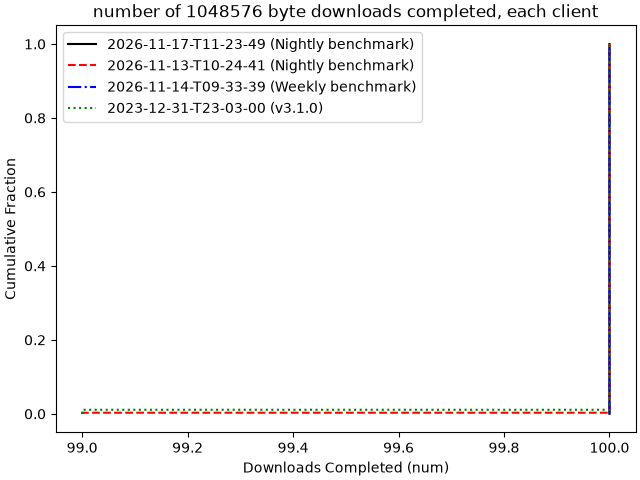 number of 1048576 byte downloads completed, each client
1.0
0.8
0.6
0.4
0.2
0.0
Cumulative Fraction
2026-11-17-T11-23-49 (Nightly benchmark)
2026-11-13-T10-24-41 (Nightly benchmark)
2026-11-14-T09-33-39 (Weekly benchmark)
2023-12-31-T23-03-00 (v3.1.0)
99.0 99.2 99.4 99.6 99.8 100.0
Downloads Completed (num)